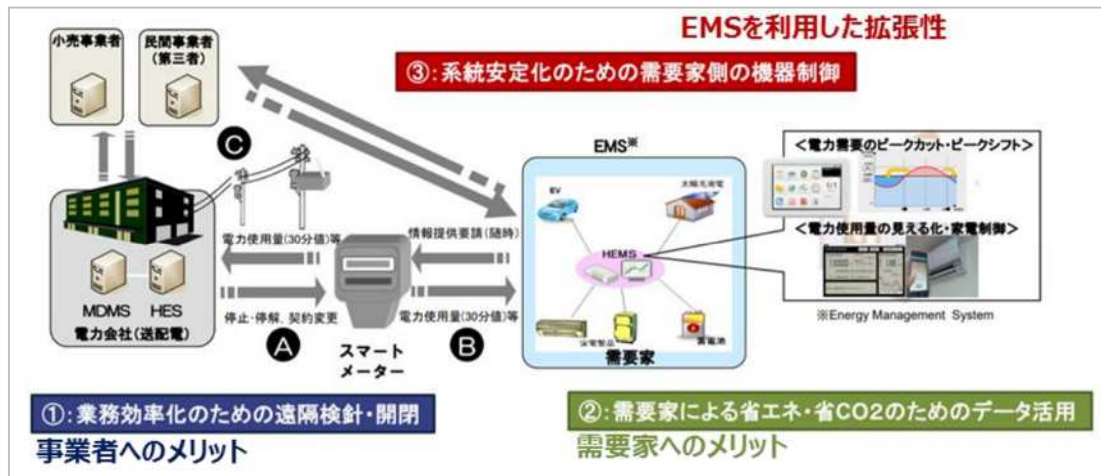 EMSを利用した拡張性
小売事業者
民間事業者
(第三者)
③:系統安定化のための需要家側の機器制御
C
EMS※
<電力需要のピークカット・ピークシフト>
EV
太陽光発電
電力使用量(30分値)等
情報提供要請(随時)
<電力使用量の見える化・家電制御>
HEMS
MDMS
HES
電力会社(送配電)
停止・停解、契約変更
電力使用量(30分値)等
A
B
スマート
メーター
家電製品
蓄電池
需要家
※Energy Management System
①:業務効率化のための遠隔検針・開閉
②:需要家による省エネ・省CO2のためのデータ活用
事業者へのメリット
需要家へのメリット